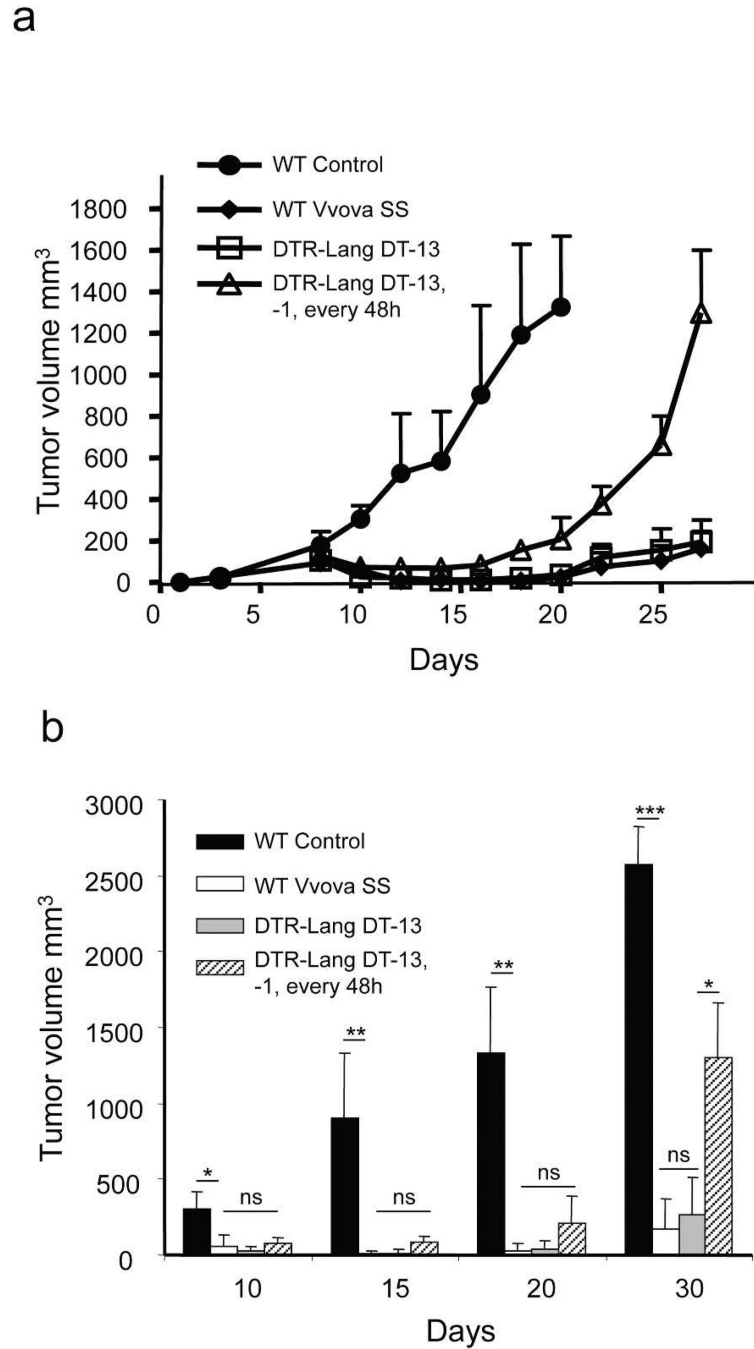 a
WT Control
WT Vvova SS
DTR-Lang DT-13
DTR-Lang DT-13,
-1, every 48h
Tumor volume mm³
1800
1600
1400
1200
1000
800
600
400
200
0
0 5 10 15 20 25
Days
b
WT Control
WT Vvova SS
DTR-Lang DT-13
DTR-Lang DT-13,
-1, every 48h
Tumor volume mm³
3000
2500
2000
1500
1000
500
0
*
ns
**
ns
**
ns
***
ns
*
10 15 20 30
Days